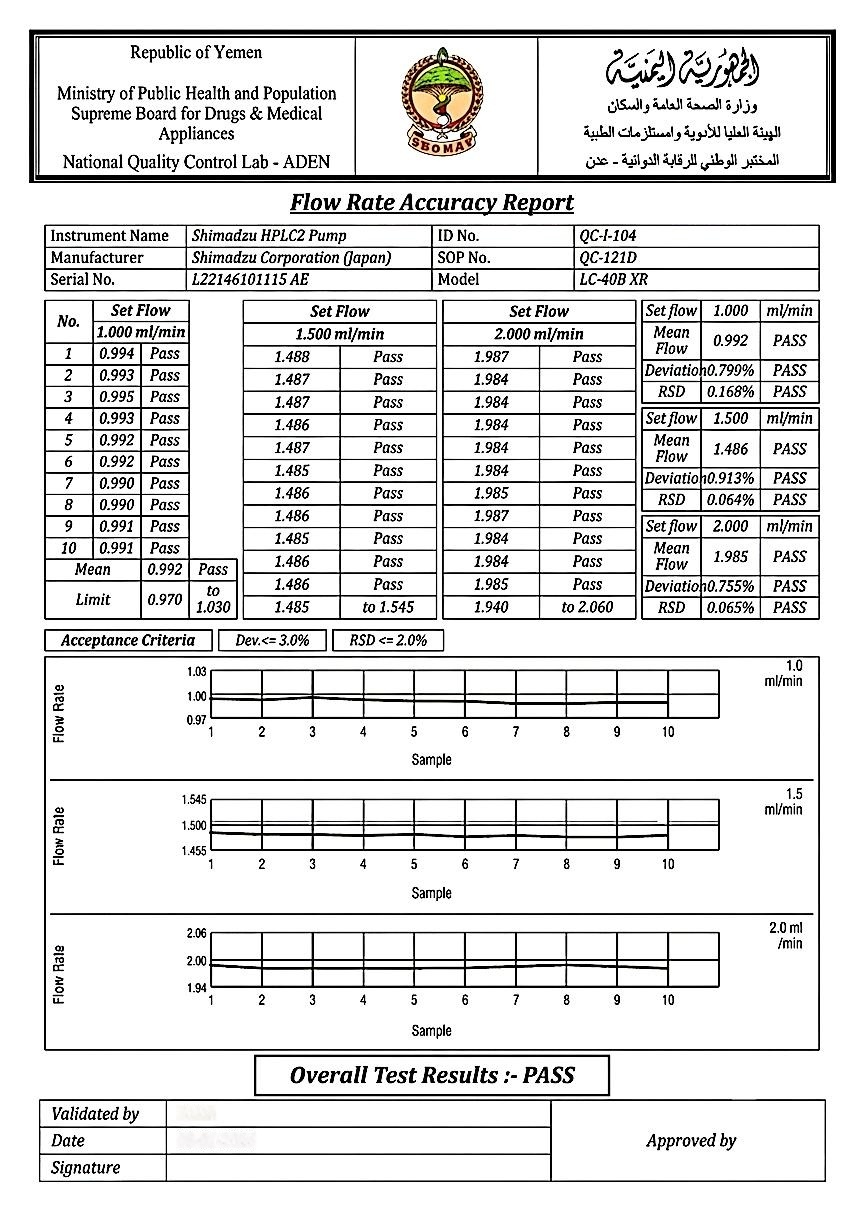 Republic of Yemen
Ministry of Public Health and Population
Supreme Board for Drugs & Medical
Appliances
National Quality Control Lab - ADEN
SBOMAY
الجمهورية اليمنية
وزارة الصحة العامة والسكان
الهيئة العليا للأدوية وامستلزمات الطبية
المختبر الوطني للرقابة الدوائية - عدن
Flow Rate Accuracy Report
Instrument Name Shimadzu HPLC2 Pump ID No. QC-I-104
Manufacturer Shimadzu Corporation (Japan) SOP No. QC-121D
Serial No. L22146101115 AE Model LC-40B XR
No. Set Flow
1.000 ml/min
1 0.994 Pass
2 0.993 Pass
3 0.995 Pass
4 0.993 Pass
5 0.992 Pass
6 0.992 Pass
7 0.990 Pass
8 0.990 Pass
9 0.991 Pass
10 0.991 Pass
Mean 0.992 Pass
Limit 0.970 to 1.030
Set Flow
1.500 ml/min
1.488 Pass
1.487 Pass
1.487 Pass
1.486 Pass
1.487 Pass
1.485 Pass
1.486 Pass
1.486 Pass
1.485 Pass
1.486 Pass
1.486 Pass
1.485 to 1.545
Set Flow
2.000 ml/min
1.987 Pass
1.984 Pass
1.984 Pass
1.984 Pass
1.984 Pass
1.984 Pass
1.985 Pass
1.987 Pass
1.984 Pass
1.984 Pass
1.985 Pass
1.940 to 2.060
Set flow 1.000 ml/min
Mean Flow 0.992 PASS
Deviation 0.799% PASS
RSD 0.168% PASS
Set flow 1.500 ml/min
Mean Flow 1.486 PASS
Deviation 0.913% PASS
RSD 0.064% PASS
Set flow 2.000 ml/min
Mean Flow 1.985 PASS
Deviation 0.755% PASS
RSD 0.065% PASS
Acceptance Criteria Dev.<= 3.0% RSD <= 2.0%
1.0
ml/min
Flow Rate
1.03
1.00
0.97
1 2 3 4 5 6 7 8 9 10
Sample
1.5
ml/min
Flow Rate
1.545
1.500
1.455
1 2 3 4 5 6 7 8 9 10
Sample
2.0 ml
/min
Flow Rate
2.06
2.00
1.94
1 2 3 4 5 6 7 8 9 10
Sample
Overall Test Results :- PASS
Validated by
Date
Signature
Approved by